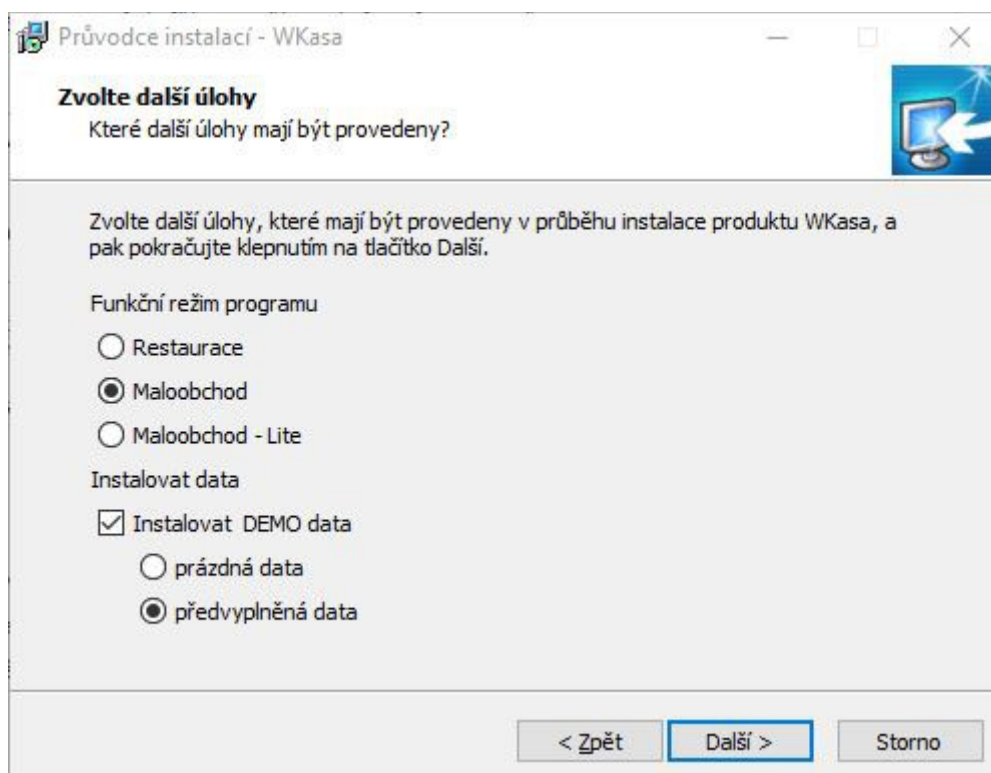 Průvodce instalací - WKasa
Zvolte další úlohy
Které další úlohy mají být provedeny?
Zvolte další úlohy, které mají být provedeny v průběhu instalace produktu WKasa, a
pak pokračujte klepnutím na tlačítko Další.
Funkční režim programu
Restaurace
Maloobchod
Maloobchod - Lite
Instalovat data
Instalovat DEMO data
prázdná data
předvyplněná data
< Zpět Další > Storno